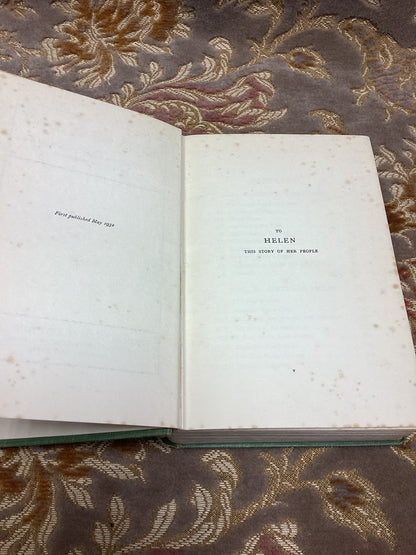 First published May 1932
TO
HELEN
THIS STORY OF HER PEOPLE
v